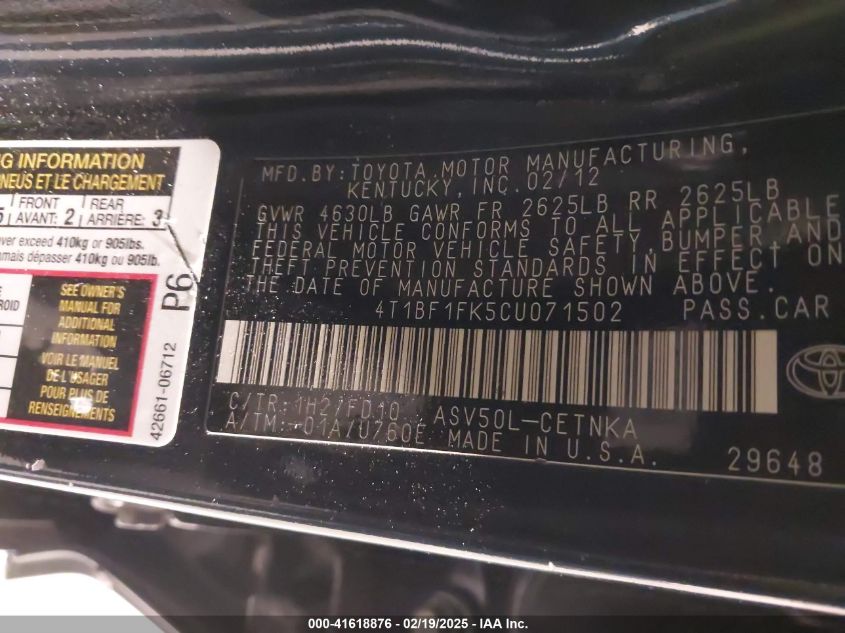 G INFORMATION
PNEUS ET LE CHARGEMENT
5 FRONT REAR
AVANT: 2 ARRIÈRE: 3
ever exceed 410kg or 905lbs.
amais dépasser 410kg ou 905lb.
SEE OWNER'S
MANUAL FOR
ADDITIONAL
INFORMATION
VOIR LE MANUEL
DE L'USAGER
POUR PLUS DE
RENSEIGNEMENTS
P6
42661-06712
MFD. BY: TOYOTA MOTOR MANUFACTURING,
KENTUCKY, INC. 02/12
GVWR 4630LB GAWR FR 2625LB RR 2625LB
THIS VEHICLE CONFORMS TO ALL APPLICABLE
FEDERAL MOTOR VEHICLE SAFETY, BUMPER, AND
THEFT PREVENTION STANDARDS IN EFFECT ON
THE DATE OF MANUFACTURE SHOWN ABOVE.
4T1BF1FK5CU071502 PASS. CAR
C/TR: 1H2/FD10 ASV50L-CETNKA
A/TM: -01A/U760E MADE IN U.S.A.
29648
000-41618876 - 02/19/2025 - IAAI Inc.